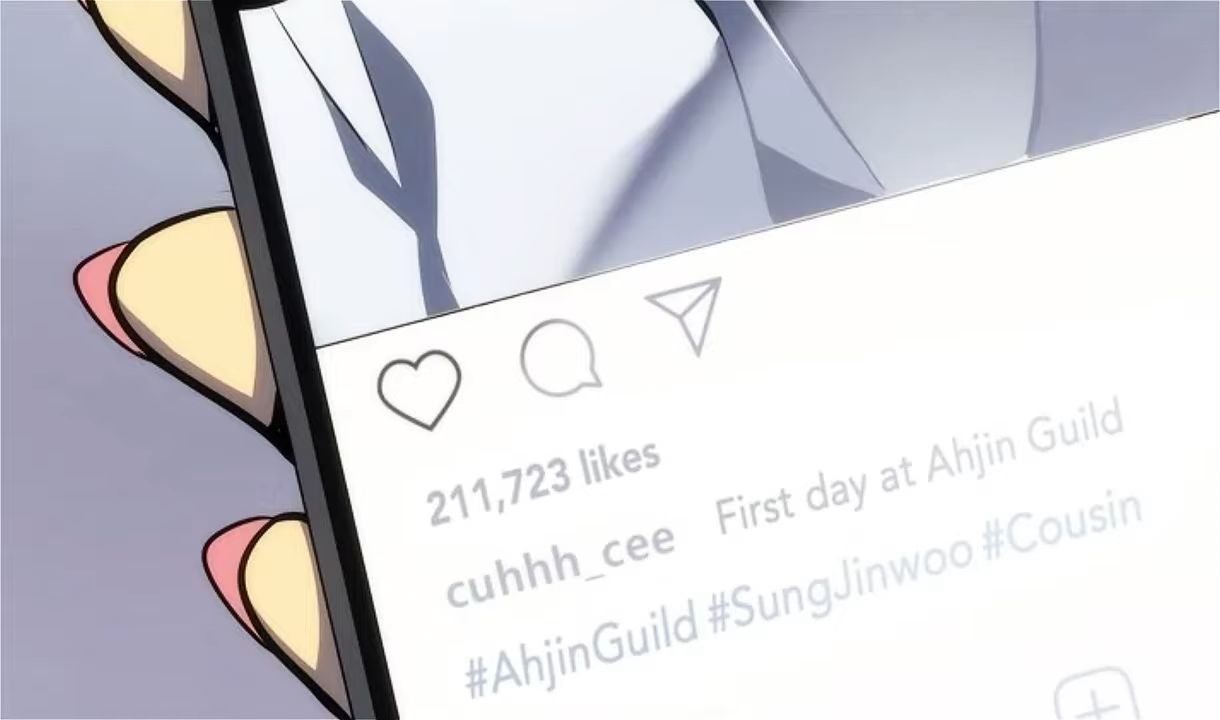 211,723 likes
cuhhh_cee First day at Ahjin Guild
#AhjinGuild #SungJinwoo #Cousin